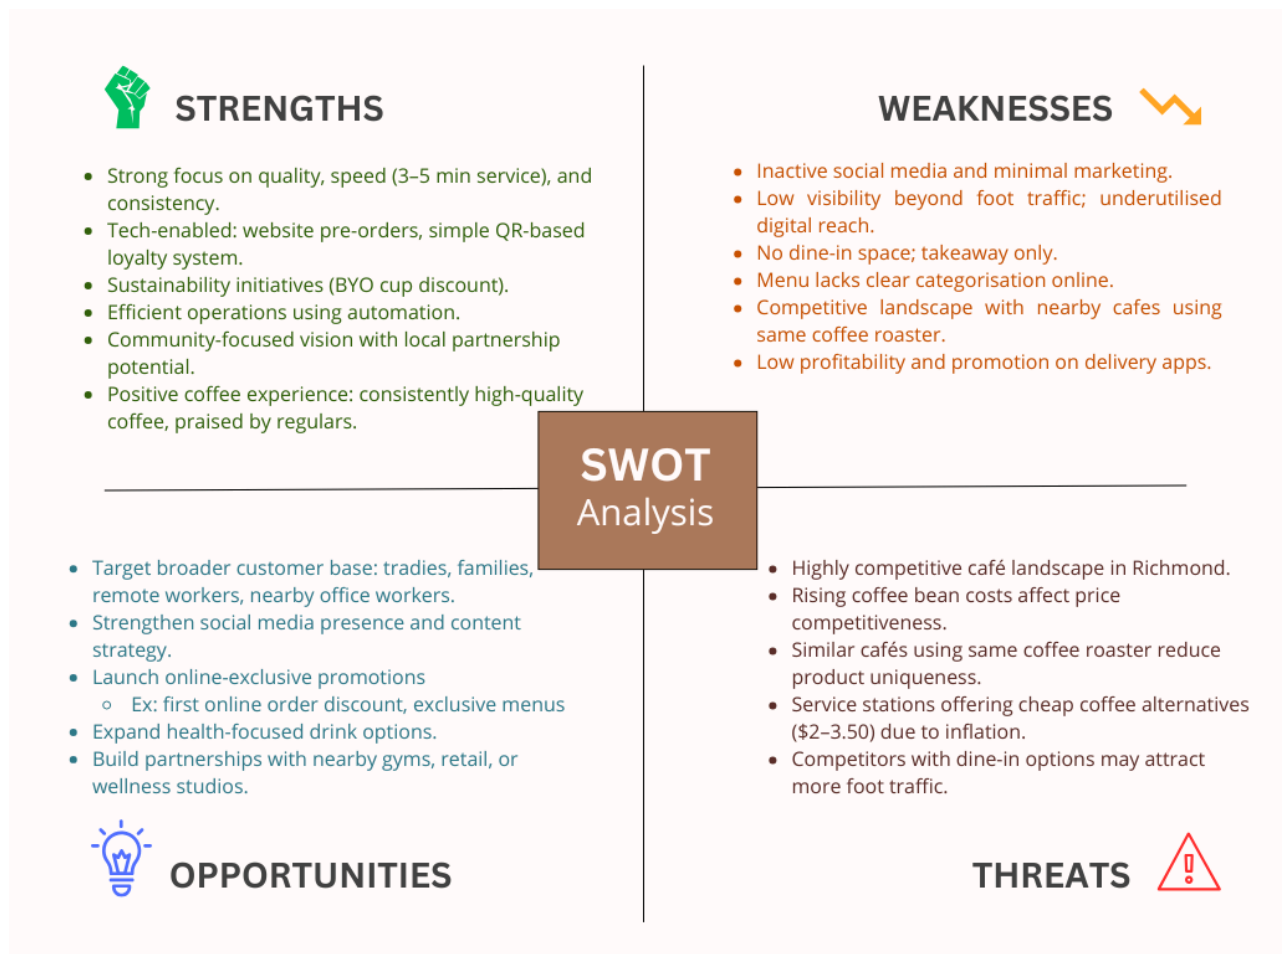 STRENGTHS
• Strong focus on quality, speed (3–5 min service), and
consistency.
• Tech-enabled: website pre-orders, simple QR-based
loyalty system.
• Sustainability initiatives (BYO cup discount).
• Efficient operations using automation.
• Community-focused vision with local partnership
potential.
• Positive coffee experience: consistently high-quality
coffee, praised by regulars.
WEAKNESSES
• Inactive social media and minimal marketing.
• Low visibility beyond foot traffic; underutilised
digital reach.
• No dine-in space; takeaway only.
• Menu lacks clear categorisation online.
• Competitive landscape with nearby cafes using
same coffee roaster.
• Low profitability and promotion on delivery apps.
SWOT
Analysis
• Target broader customer base: tradies, families,
remote workers, nearby office workers.
• Strengthen social media presence and content
strategy.
• Launch online-exclusive promotions
◦ Ex: first online order discount, exclusive menus
• Expand health-focused drink options.
• Build partnerships with nearby gyms, retail, or
wellness studios.
OPPORTUNITIES
• Highly competitive café landscape in Richmond.
• Rising coffee bean costs affect price
competitiveness.
• Similar cafés using same coffee roaster reduce
product uniqueness.
• Service stations offering cheap coffee alternatives
($2–3.50) due to inflation.
• Competitors with dine-in options may attract
more foot traffic.
THREATS